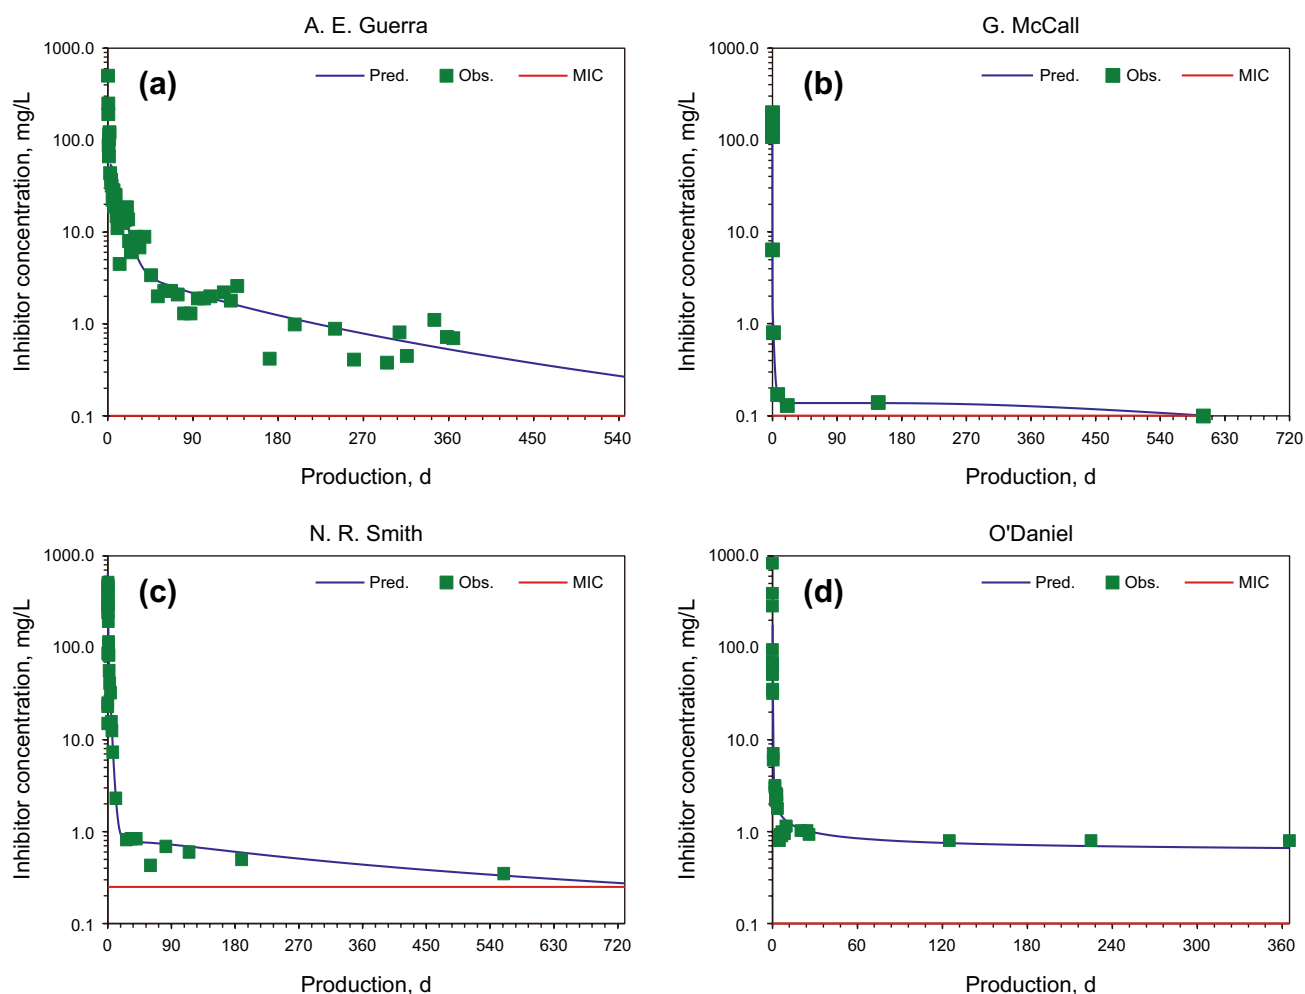 A. E. Guerra
1000.0
100.0
10.0
1.0
0.1
Inhibitor concentration, mg/L
(a)
Pred. Obs. MIC
0 90 180 270 360 450 540
Production, d
G. McCall
1000.0
100.0
10.0
1.0
0.1
Inhibitor concentration, mg/L
(b)
Pred. Obs. MIC
0 90 180 270 360 450 540 630 720
Production, d
N. R. Smith
1000.0
100.0
10.0
1.0
0.1
Inhibitor concentration, mg/L
(c)
Pred. Obs. MIC
0 90 180 270 360 450 540 630 720
Production, d
O'Daniel
1000.0
100.0
10.0
1.0
0.1
Inhibitor concentration, mg/L
(d)
Pred. Obs. MIC
0 60 120 180 240 300 360
Production, d